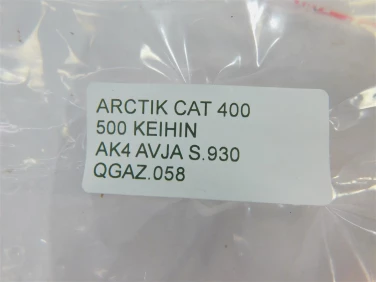 ARCTIK CAT 400
500 KEIHIN
AK4 AVJA S.930
QGAZ.058